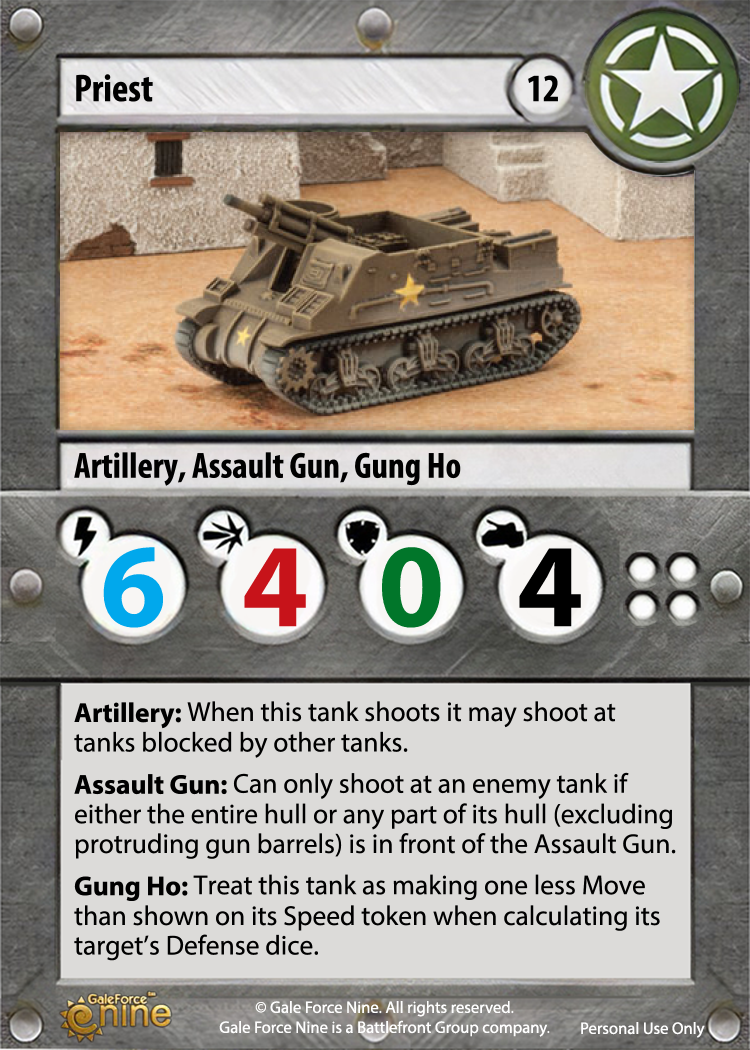 Priest
12
Artillery, Assault Gun, Gung Ho
6 4 0 4
Artillery: When this tank shoots it may shoot at
tanks blocked by other tanks.
Assault Gun: Can only shoot at an enemy tank if
either the entire hull or any part of its hull (excluding
protruding gun barrels) is in front of the Assault Gun.
Gung Ho: Treat this tank as making one less Move
than shown on its Speed token when calculating its
target’s Defense dice.
GaleForce™
nine
© Gale Force Nine. All rights reserved.
Gale Force Nine is a Battlefront Group company.
Personal Use Only